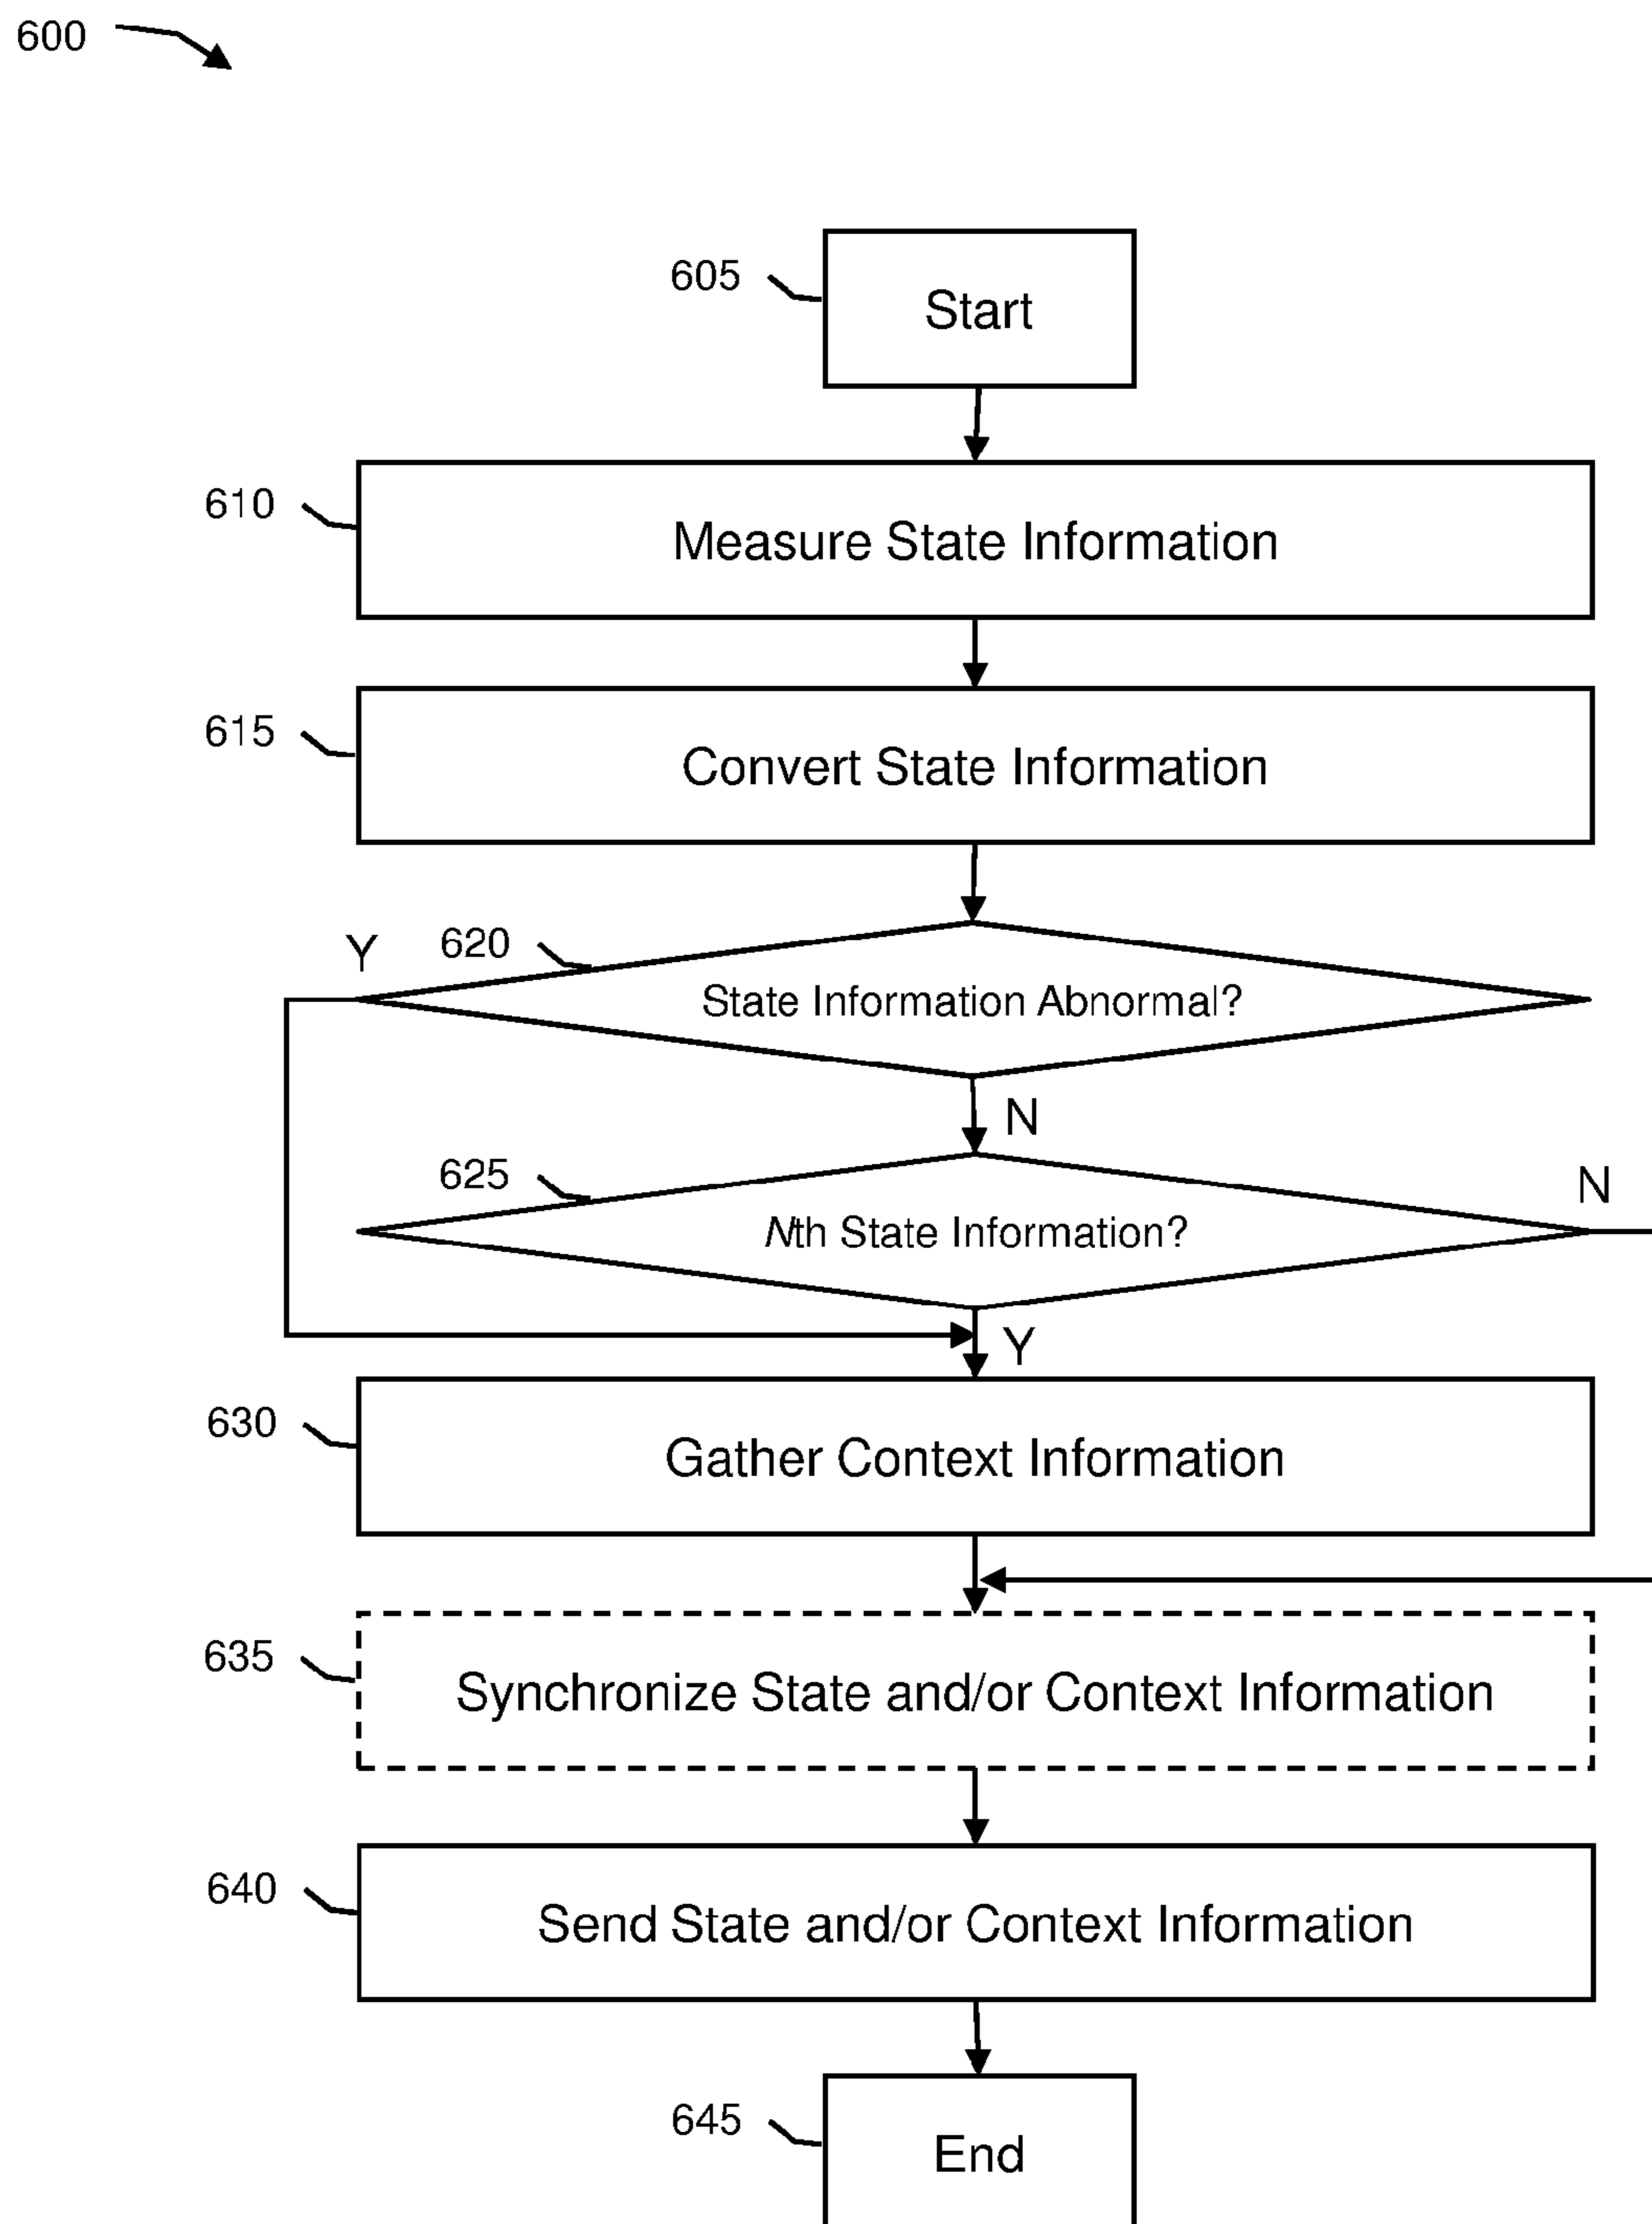 600
605
Start
610
Measure State Information
615
Convert State Information
Y
620
State Information Abnormal?
N
625
Nth State Information?
N
Y
630
Gather Context Information
635
Synchronize State and/or Context Information
640
Send State and/or Context Information
645
End